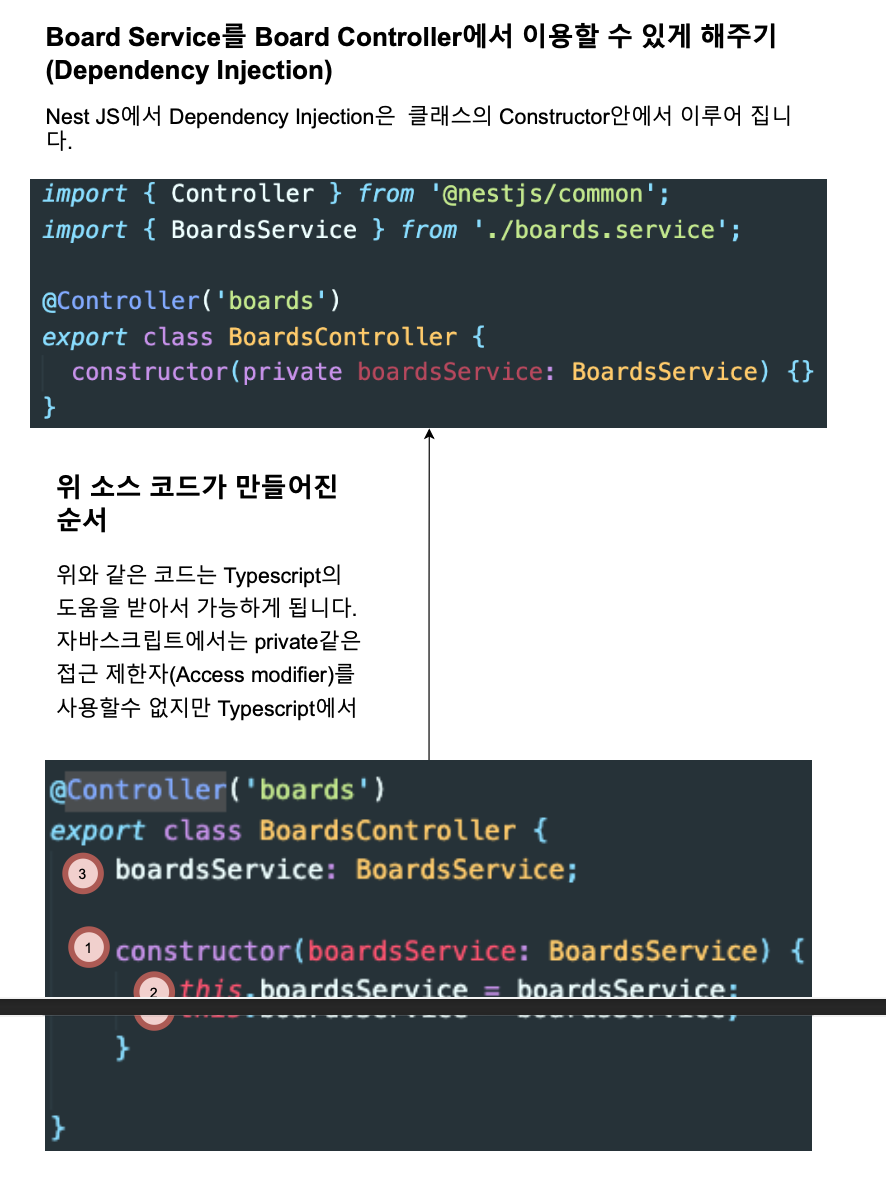 Board Service를 Board Controller에서 이용할 수 있게 해주기
(Dependency Injection)
Nest JS에서 Dependency Injection은 클래스의 Constructor안에서 이루어 집니
다.
import { Controller } from '@nestjs/common';
import { BoardsService } from './boards.service';
@Controller('boards')
export class BoardsController {
constructor(private boardsService: BoardsService) {}
}
위 소스 코드가 만들어진
순서
위와 같은 코드는 Typescript의
도움을 받아서 가능하게 됩니다.
자바스크립트에서는 private같은
접근 제한자(Access modifier)를
사용할수 없지만 Typescript에서
@Controller('boards')
export class BoardsController {
3 boardsService: BoardsService;
1 constructor(boardsService: BoardsService) {
2 this.boardsService = boardsService;
}
}